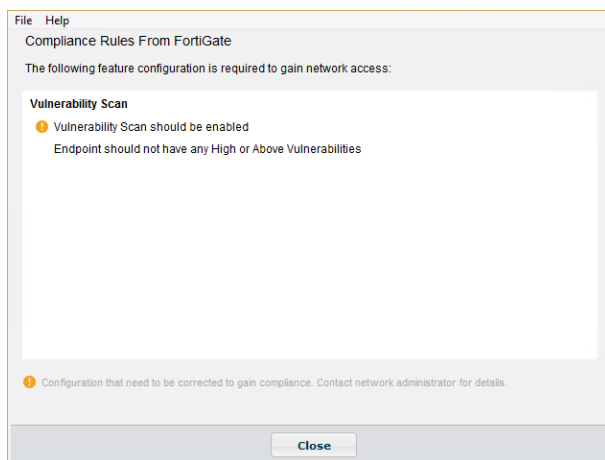 File Help
Compliance Rules From FortiGate
The following feature configuration is required to gain network access:
Vulnerability Scan
Vulnerability Scan should be enabled
Endpoint should not have any High or Above Vulnerabilities
Configuration that need to be corrected to gain compliance. Contact network administrator for details.
Close